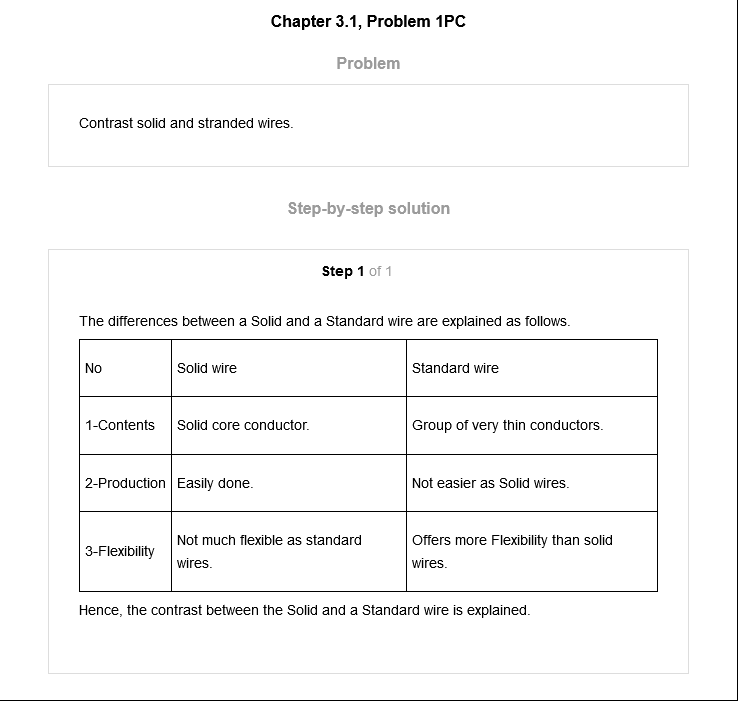 Chapter 3.1, Problem 1PC
Problem
Contrast solid and stranded wires.
Step-by-step solution
Step 1 of 1
The differences between a Solid and a Standard wire are explained as follows.
No Solid wire Standard wire
1-Contents Solid core conductor. Group of very thin conductors.
2-Production Easily done. Not easier as Solid wires.
3-Flexibility Not much flexible as standard wires. Offers more Flexibility than solid wires.
Hence, the contrast between the Solid and a Standard wire is explained.